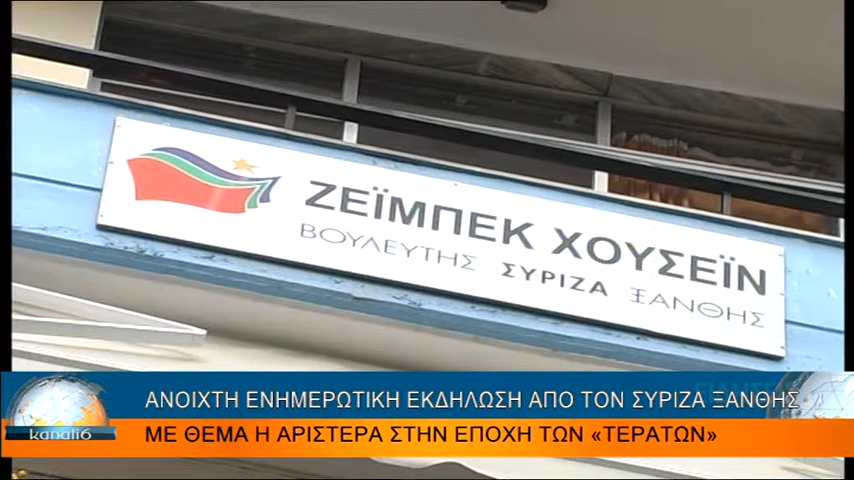 ΖΕΪΜΠΕΚ ΧΟΥΣΕΪΝ
ΒΟΥΛΕΥΤΗΣ ΣΥΡΙΖΑ ΞΑΝΘΗΣ
ΑΝΟΙΧΤΗ ΕΝΗΜΕΡΩΤΙΚΗ ΕΚΔΗΛΩΣΗ ΑΠΟ ΤΟΝ ΣΥΡΙΖΑ ΞΑΝΘΗΣ
kanali6
ΜΕ ΘΕΜΑ Η ΑΡΙΣΤΕΡΑ ΣΤΗΝ ΕΠΟΧΗ ΤΩΝ «ΤΕΡΑΤΩΝ»